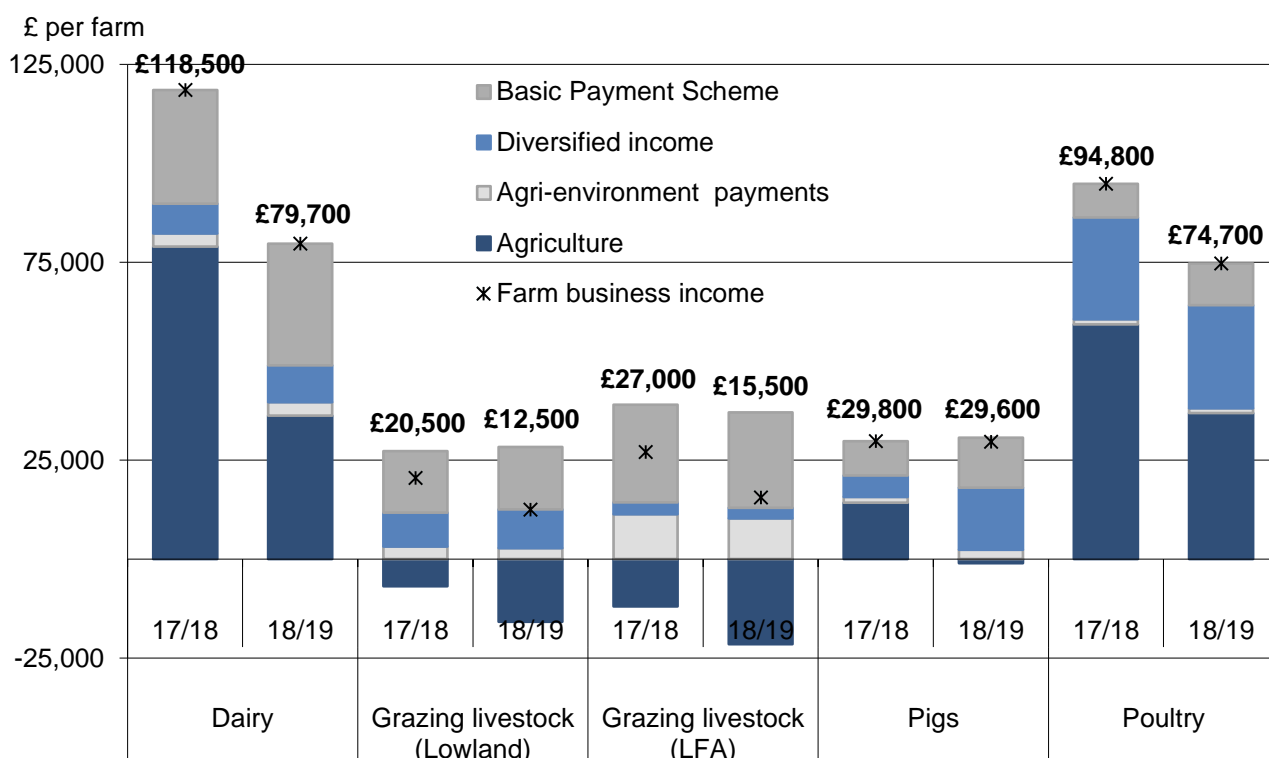 £ per farm
125,000
75,000
25,000
-25,000
£118,500
£79,700
£20,500
£12,500
£27,000
£15,500
£29,800
£29,600
£94,800
£74,700
Basic Payment Scheme
Diversified income
Agri-environment payments
Agriculture
Farm business income
17/18
18/19
17/18
18/19
17/18
18/19
17/18
18/19
17/18
18/19
Dairy
Grazing livestock
(Lowland)
Grazing livestock
(LFA)
Pigs
Poultry